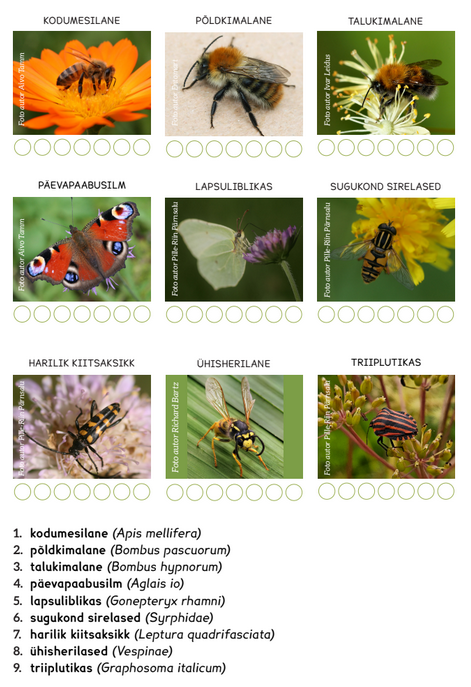 KODUMESILANE
PÕLDKIMALANE
TALUKIMALANE
Foto autor Aivo Tamm
Foto autor
Foto autor Ivar Leidus
PÄEVAPAABUSILM
LAPSULIBLIKAS
SUGUKOND SIRELASED
Foto autor Aivo Tamm
Foto autor Pille-Riin Pärnsalu
Foto autor Pille-Riin Pärnsalu
HARILIK KIITSAKSIKK
ÜHISHERILANE
TRIIPLUTIKAS
Foto autor Pille-Riin Pärnsalu
Foto autor Richard Bartz
Foto autor Pille-Riin Pärnsalu
1. kodumesilane (Apis mellifera)
2. põldkimalane (Bombus pascuorum)
3. talukimalane (Bombus hypnorum)
4. päevapaabusilm (Aglais io)
5. lapsuliblikas (Gonepteryx rhamni)
6. sugukond sirelased (Syrphidae)
7. harilik kiitsaksikk (Leptura quadrifasciata)
8. ühisherilased (Vespinae)
9. triiplutikas (Graphosoma italicum)